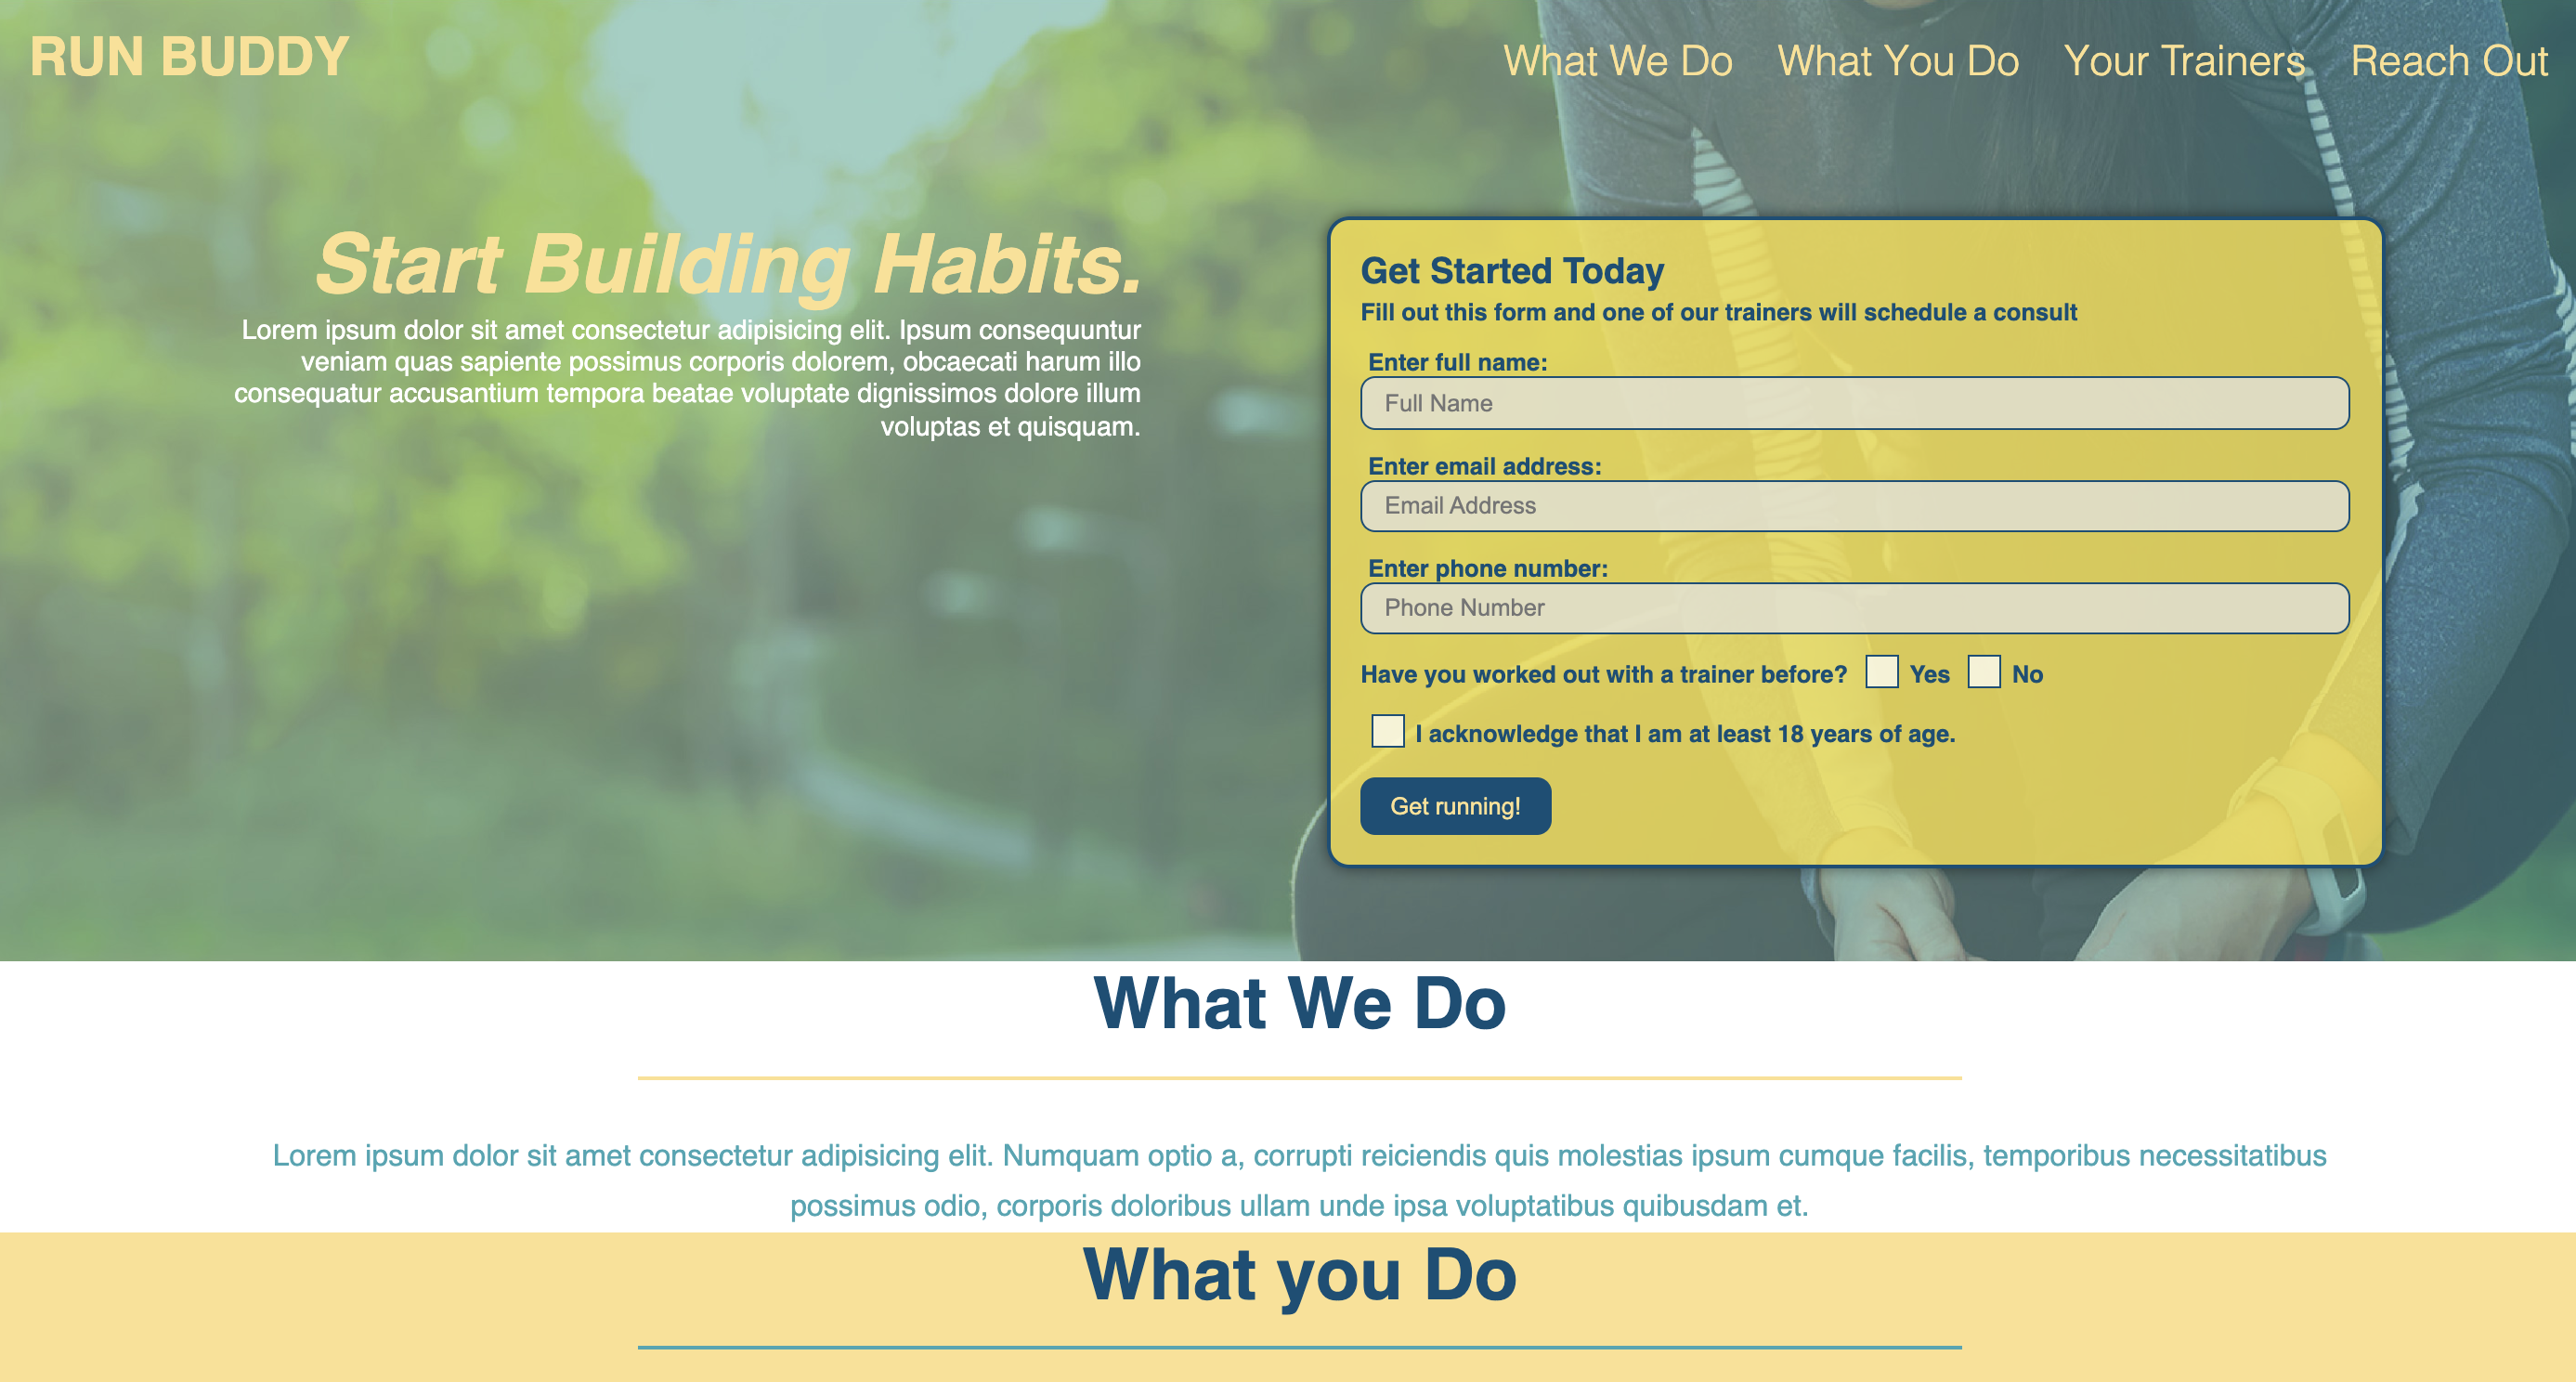 RUN BUDDY
What We Do
What You Do
Your Trainers
Reach Out
Start Building Habits.
Lorem ipsum dolor sit amet consectetur adipisicing elit. Ipsum consequuntur
veniam quas sapiente possimus corporis dolorem, obcaecati harum illo
consequatur accusantium tempora beatae voluptate dignissimos dolore illum
voluptas et quisquam.
Get Started Today
Fill out this form and one of our trainers will schedule a consult
Enter full name:
Full Name
Enter email address:
Email Address
Enter phone number:
Phone Number
Have you worked out with a trainer before? Yes No
I acknowledge that I am at least 18 years of age.
Get running!
What We Do
Lorem ipsum dolor sit amet consectetur adipisicing elit. Numquam optio a, corrupti reiciendis quis molestias ipsum cumque facilis, temporibus necessitatibus
possimus odio, corporis doloribus ullam unde ipsa voluptatibus quibusdam et.
What you Do